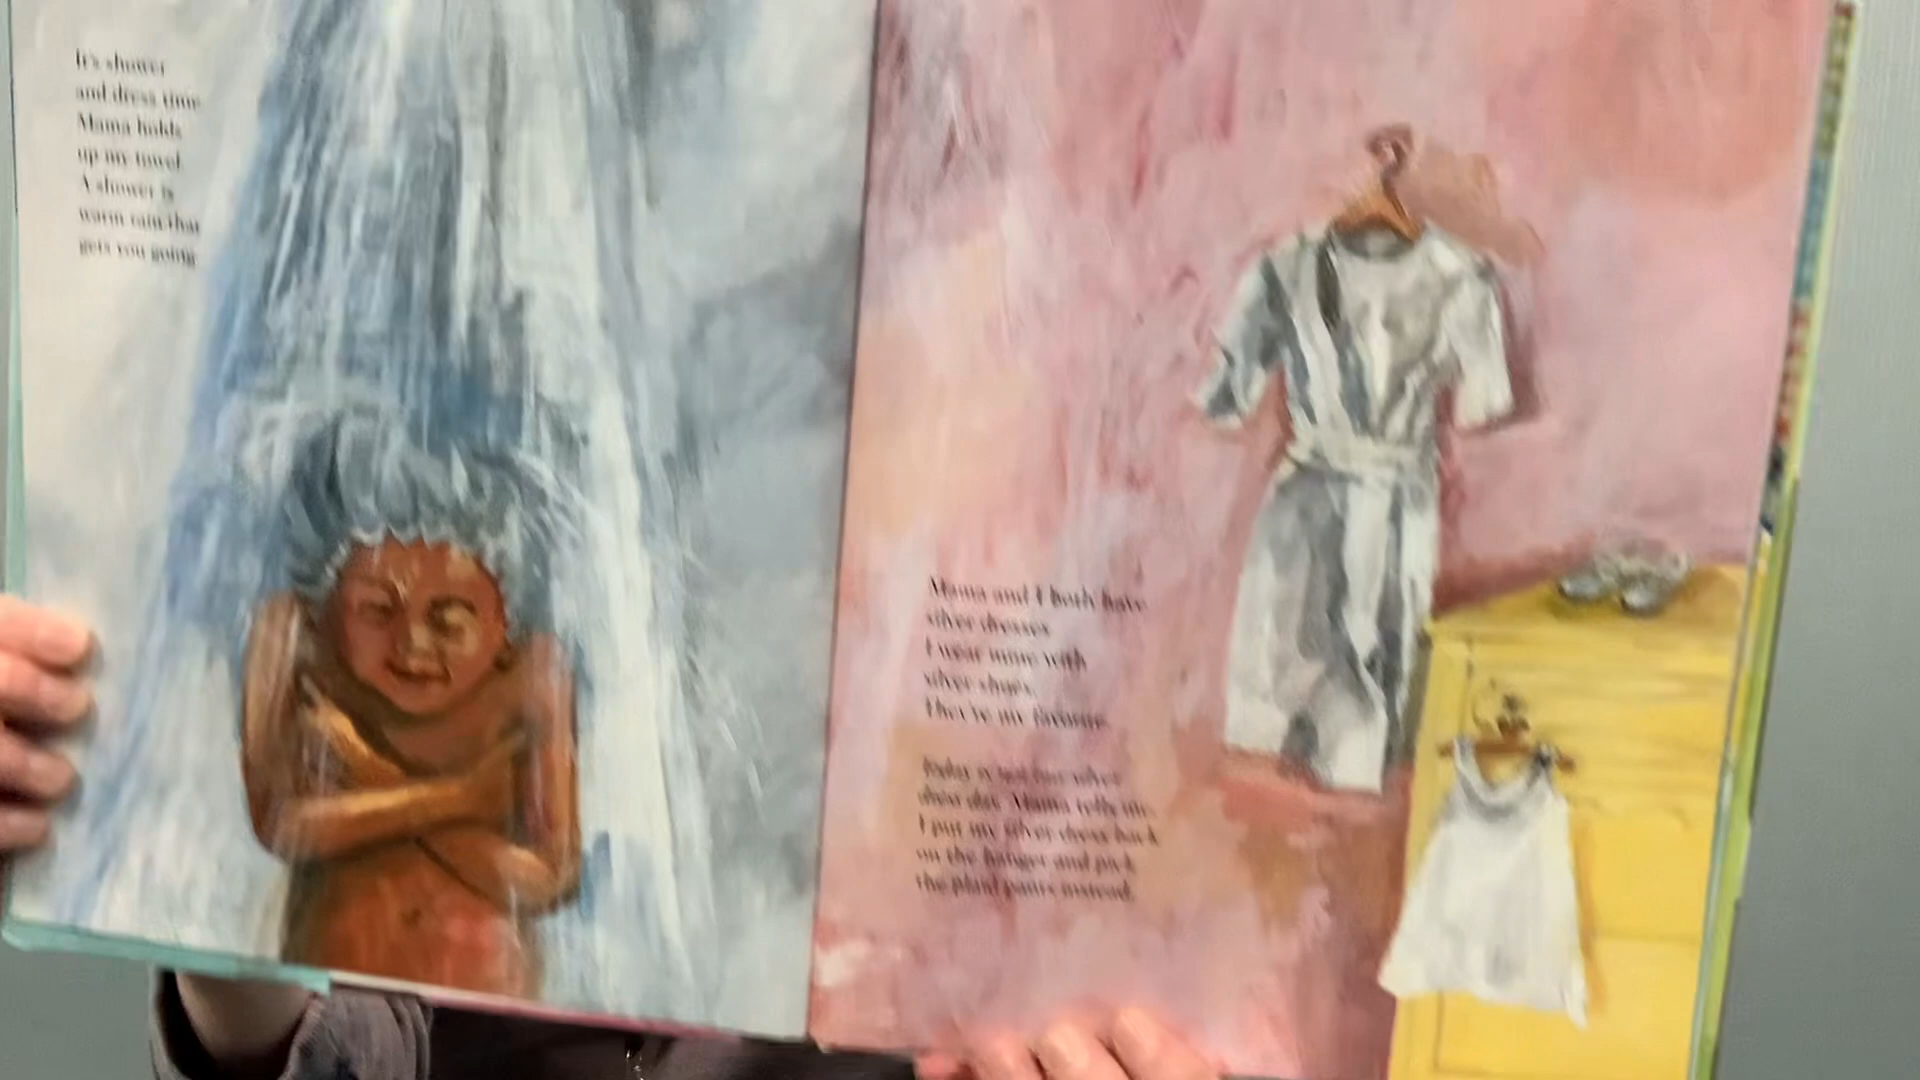 It's shower
and dress time
Mama holds
up my towel.
A shower is
warm rain that
gets you going.
Mama and I both have
silver dresses.
I wear mine with
silver shoes.
They're my favorite.
Today is not our silver
dress day, Mama tells me.
I put my silver dress back
on the hanger and pick
the plaid pants instead.